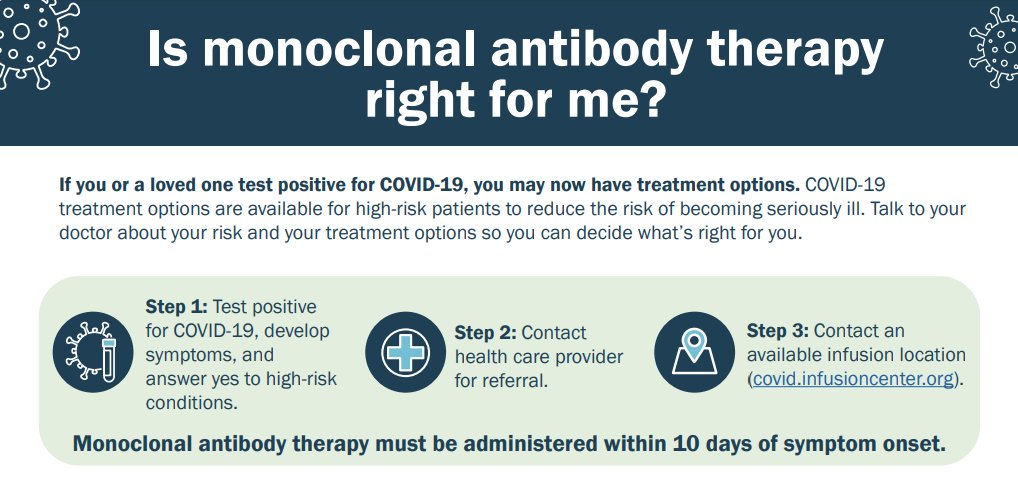 Is monoclonal antibody therapy
right for me?
If you or a loved one test positive for COVID-19, you may now have treatment options. COVID-19
treatment options are available for high-risk patients to reduce the risk of becoming seriously ill. Talk to your
doctor about your risk and your treatment options so you can decide what’s right for you.
Step 1: Test positive
for COVID-19, develop
symptoms, and
answer yes to high-risk
conditions.
Step 2: Contact
health care provider
for referral.
Step 3: Contact an
available infusion location
(covid.infusioncenter.org).
Monoclonal antibody therapy must be administered within 10 days of symptom onset.